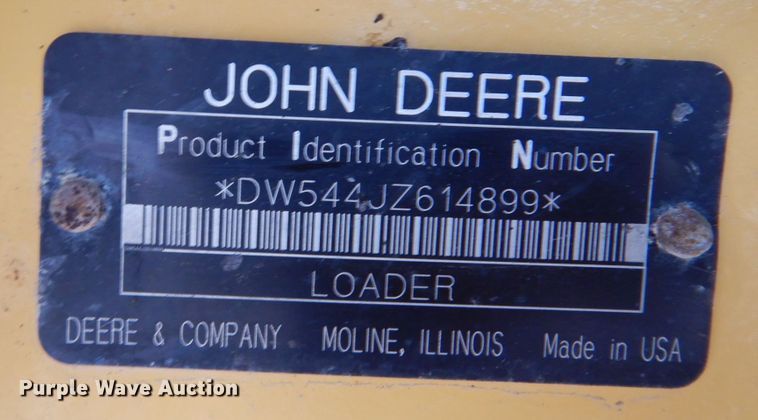 JOHN DEERE
Product Identification Number
*DW544JZ614899*
LOADER
DEERE & COMPANY MOLINE, ILLINOIS Made in USA
Purple Wave Auction